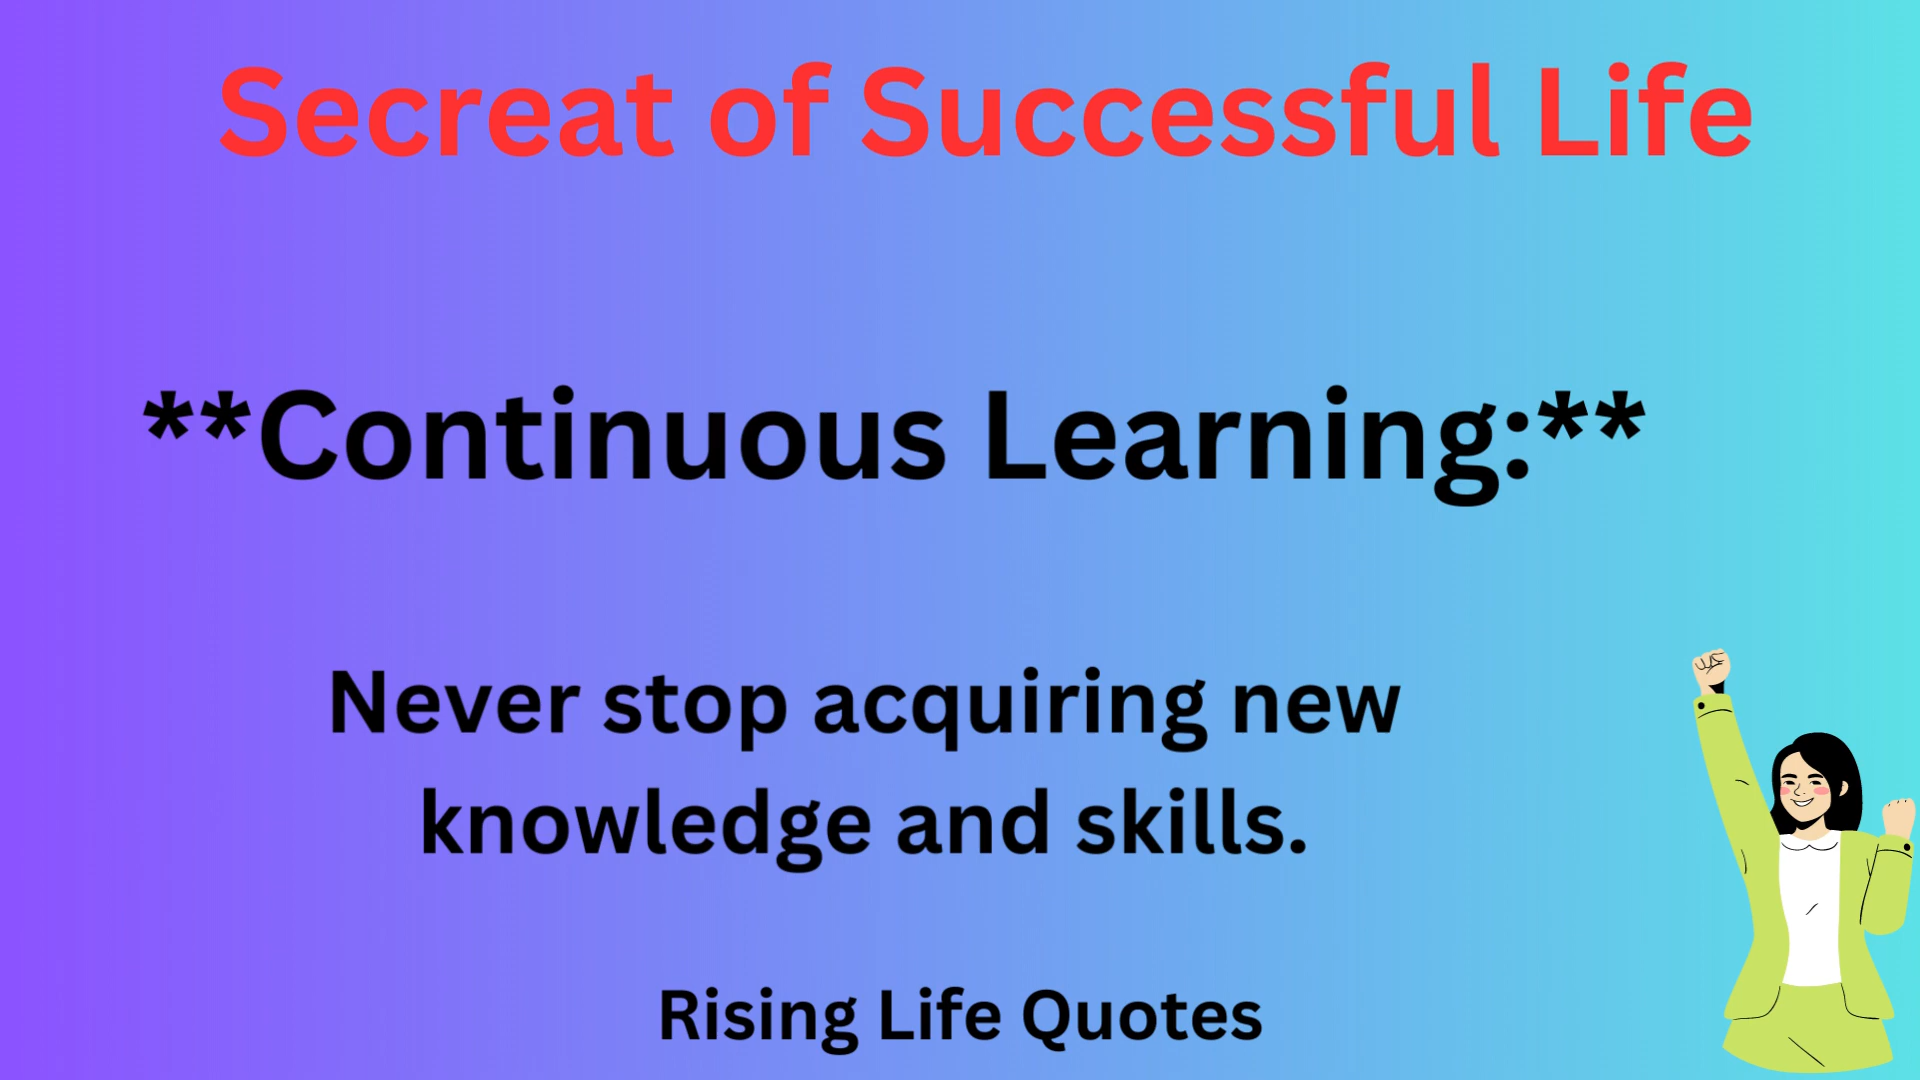 Secreat of Successful Life
**Continuous Learning:**
Never stop acquiring new
knowledge and skills.
Rising Life Quotes